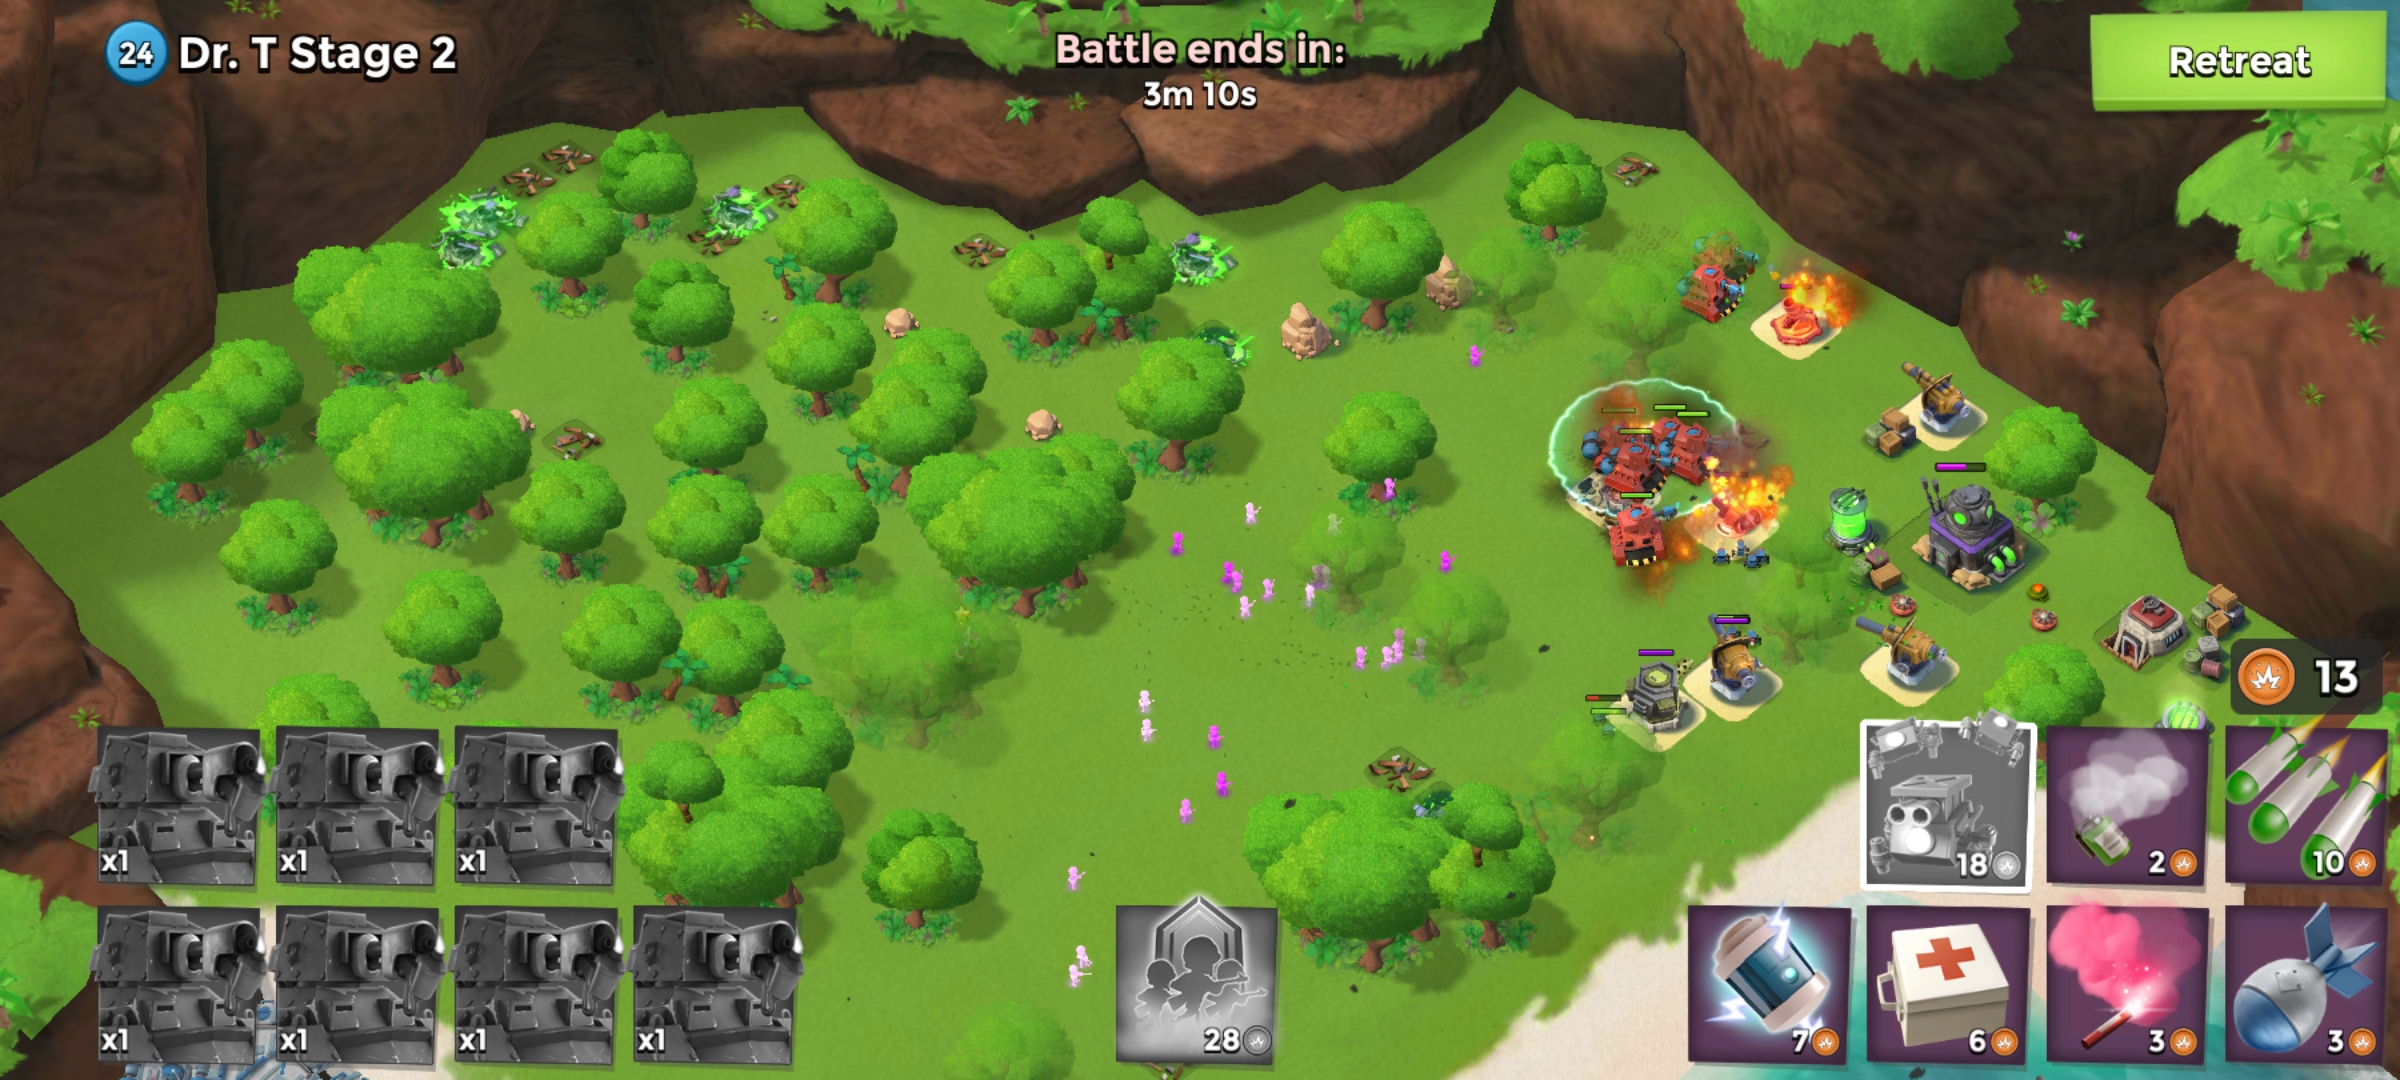 24 Dr. T Stage 2
Battle ends in:
3m 10s
Retreat
13
x1
x1
x1
18
2
10
x1
x1
x1
x1
28
7
6
3
3